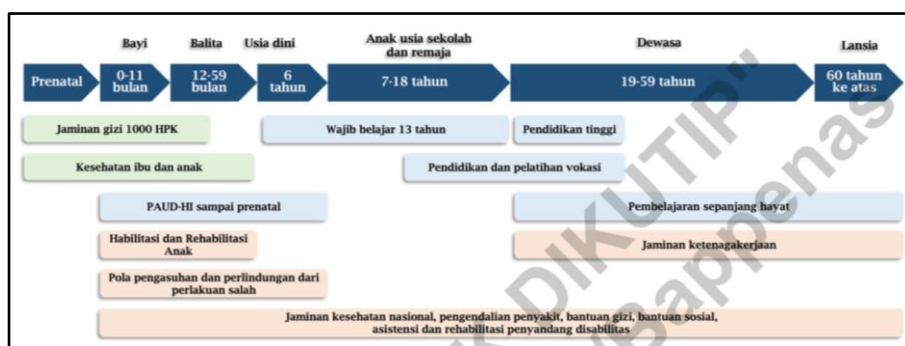 Bayi
Balita
Usia dini
Anak usia sekolah
dan remaja
Dewasa
Lansia
Prenatal
0-11
bulan
12-59
bulan
6
tahun
7-18 tahun
19-59 tahun
60 tahun
ke atas
Jaminan gizi 1000 HPK
Wajib belajar 13 tahun
Pendidikan tinggi
Kesehatan ibu dan anak
Pendidikan dan pelatihan vokasi
PAUD-HI sampai prenatal
Pembelajaran sepanjang hayat
Habilitasi dan Rehabilitasi
Anak
Jaminan ketenagakerjaan
Pola pengasuhan dan perlindungan dari
perlakuan salah
Jaminan kesehatan nasional, pengendalian penyakit, bantuan gizi, bantuan sosial,
asistensi dan rehabilitasi penyandang disabilitas
DIKUTIP"
Bappenas